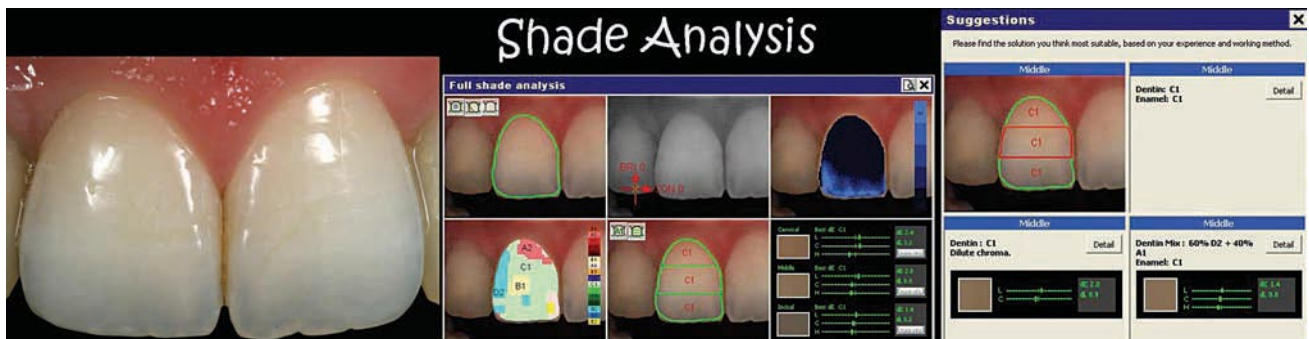 Shade Analysis
Full shade analysis
BRI 0
CON 0
A2
C1
B1
D2
C1
C1
C1
Cervical
Best dE C1
L
C
H
Middle
Best dE C1
L
C
H
Incisal
Best dE C1
L
C
H
Suggestions
Please find the solution you think most suitable, based on your experience and working method.
Middle
C1
C1
C1
Middle
Dentin: C1
Enamel: C1
Detail
Middle
Dentin : C1
Dilute chroma.
Detail
L
C
Middle
Dentin Mix : 60% D2 + 40%
A1
Enamel: C1
Detail
L
C
H